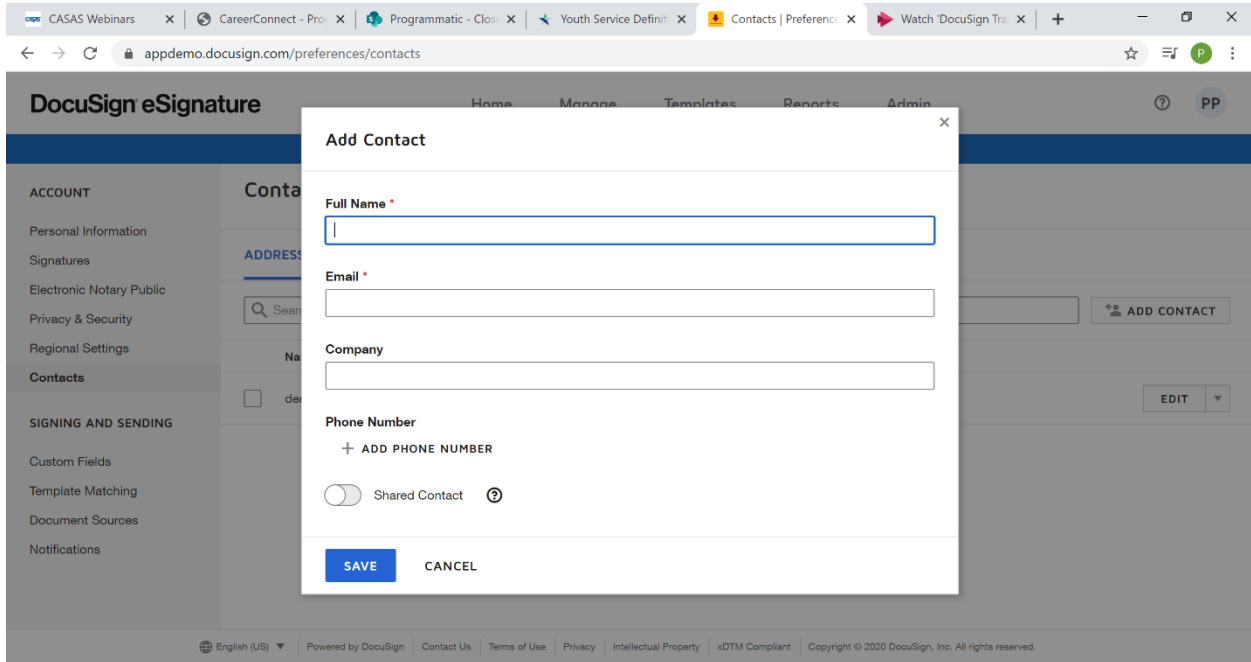 CASAS Webinars
CareerConnect - Pro
Programmatic - Clos
Youth Service Definiti
Contacts | Preference
Watch 'DocuSign Tra
appdemo.docusign.com/preferences/contacts
P
DocuSign eSignature
Home Manage Templates Reports Admin
PP
Add Contact
ACCOUNT
Personal Information
Signatures
Electronic Notary Public
Privacy & Security
Regional Settings
Contacts
SIGNING AND SENDING
Custom Fields
Template Matching
Document Sources
Notifications
Conta
ADDRESS
Sear
Na
de
Full Name *
Email *
Company
Phone Number
+ ADD PHONE NUMBER
Shared Contact ?
SAVE CANCEL
ADD CONTACT
EDIT
English (US) ▼ Powered by DocuSign Contact Us Terms of Use Privacy Intellectual Property xDTM Compliant Copyright © 2020 DocuSign, Inc. All rights reserved.